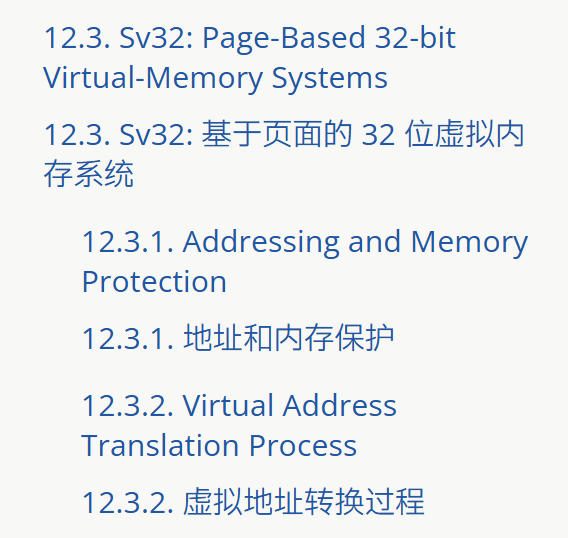 12.3. Sv32: Page-Based 32-bit
Virtual-Memory Systems
12.3. Sv32: 基于页面的 32 位虚拟内
存系统
12.3.1. Addressing and Memory
Protection
12.3.1. 地址和内存保护
12.3.2. Virtual Address
Translation Process
12.3.2. 虚拟地址转换过程